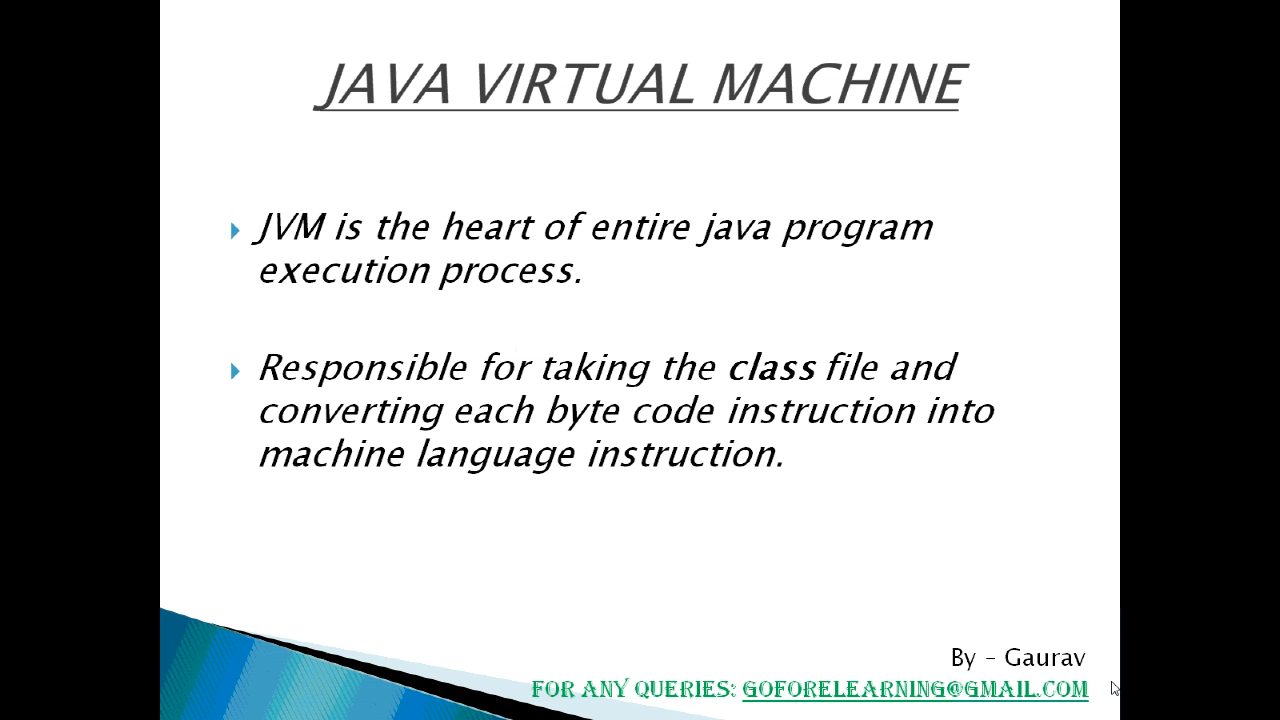 JAVA VIRTUAL MACHINE
JVM is the heart of entire java program
execution process.
Responsible for taking the class file and
converting each byte code instruction into
machine language instruction.
By – Gaurav
FOR ANY QUERIES: GOFORELEARNING@GMAIL.COM